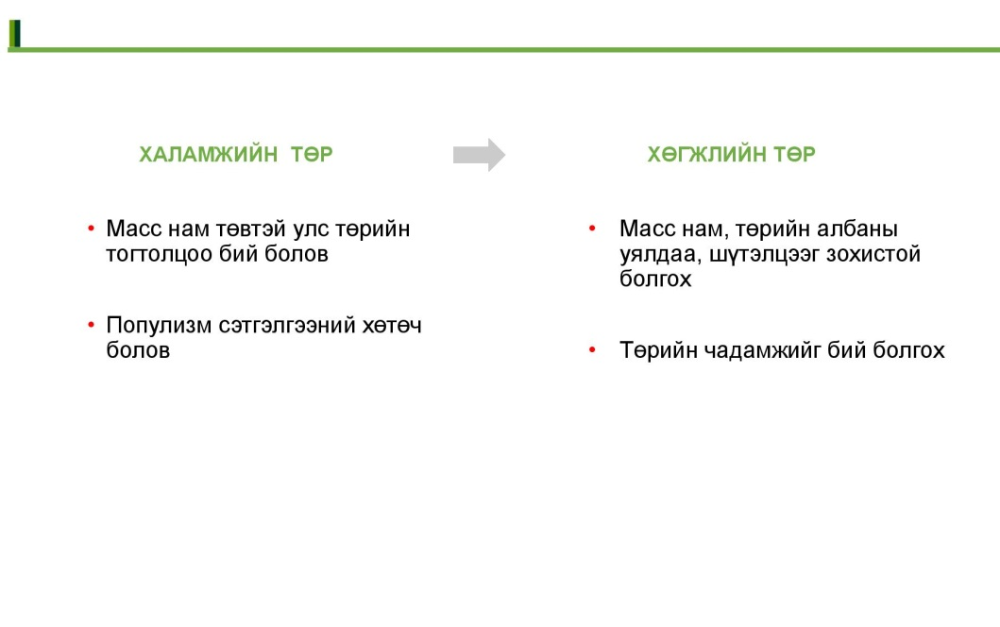 ХАЛАМЖИЙН ТӨР
• Масс нам төвтэй улс төрийн
тогтолцоо бий болов
• Популизм сэтгэлгээний хөтөч
болов
ХӨГЖЛИЙН ТӨР
• Масс нам, төрийн албаны
уялдаа, шүтэлцээг зохистой
болгох
• Төрийн чадамжийг бий болгох